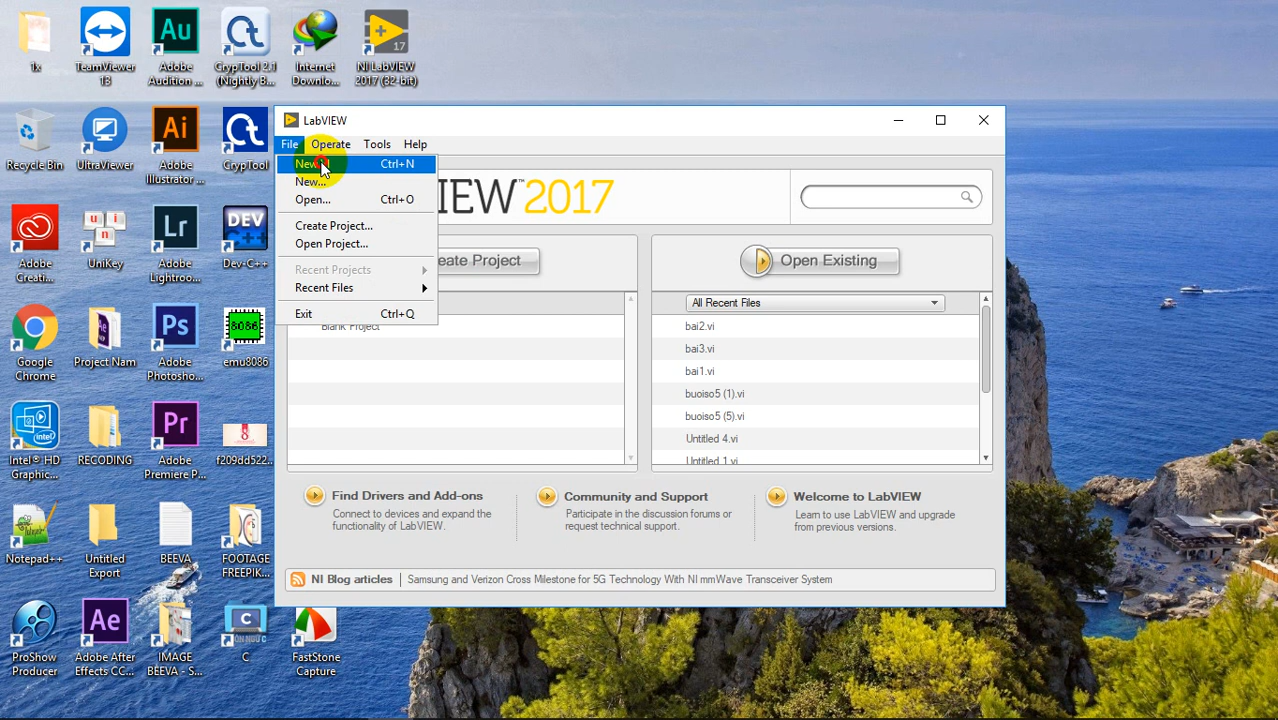 1x
TeamViewer
13
Adobe
Audition ...
CrypTool 2.1
(Nightly B...
Internet
Downlo...
NI LabVIEW
2017 (32-bit)
Recycle Bin
UltraViewer
Adobe
Illustrator ...
CrypTool
Adobe
Creati...
UniKey
Adobe
Lightroo...
Dev-C++
Google
Chrome
Project Nam
Adobe
Photosho...
emu8086
Intel® HD
Graphic...
RECODING
Adobe
Premiere P...
f209d522...
Notepad++
Untitled
Export
BEEVA
FOOTAGE
FREEPIK...
ProShow
Producer
Adobe After
Effects CC...
IMAGE
BEEVA - S...
C
FastStone
Capture
LabVIEW
File Operate Tools Help
New Ctrl+N
New...
Open... Ctrl+O
Create Project...
Open Project...
Recent Projects
Recent Files
Exit Ctrl+Q
IEW™ 2017
eate Project
Open Existing
Blank Project
All Recent Files
bai2.vi
bai3.vi
bai1.vi
buoiso5 (1).vi
buoiso5 (5).vi
Untitled 4.vi
Untitled 1.vi
Find Drivers and Add-ons
Connect to devices and expand the
functionality of LabVIEW.
Community and Support
Participate in the discussion forums or
request technical support.
Welcome to LabVIEW
Learn to use LabVIEW and upgrade
from previous versions.
NI Blog articles | Samsung and Verizon Cross Milestone for 5G Technology With NI mmWave Transceiver System